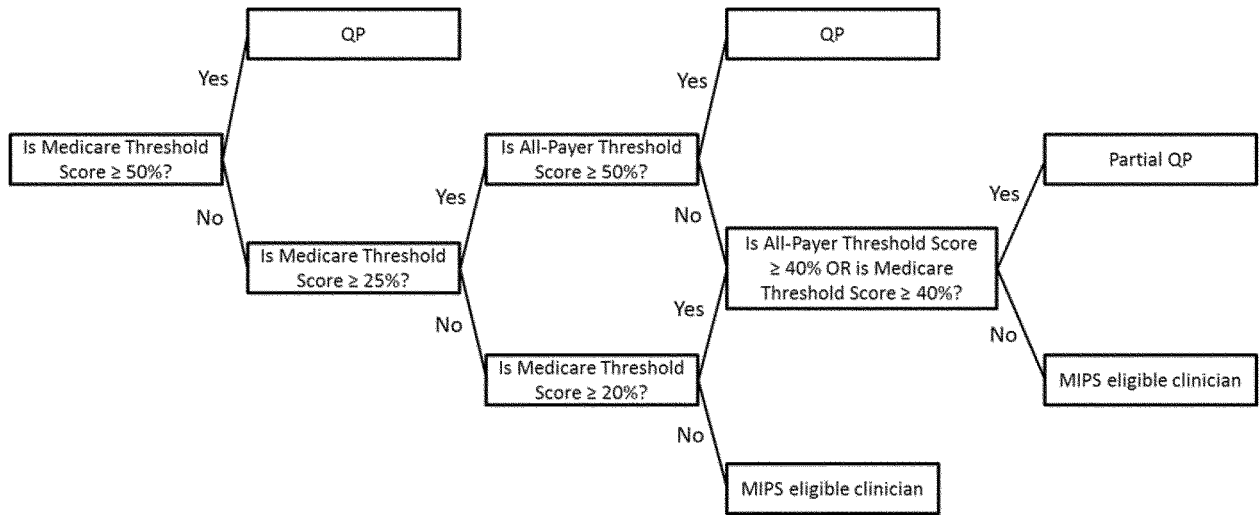 QP
QP
Yes
Yes
Is Medicare Threshold
Score ≥ 50%?
Is All-Payer Threshold
Score ≥ 50%?
Partial QP
Yes
Yes
No
No
Is Medicare Threshold
Score ≥ 25%?
Is All-Payer Threshold Score
≥ 40% OR is Medicare
Threshold Score ≥ 40%?
No
Yes
No
Is Medicare Threshold
Score ≥ 20%?
MIPS eligible clinician
No
MIPS eligible clinician